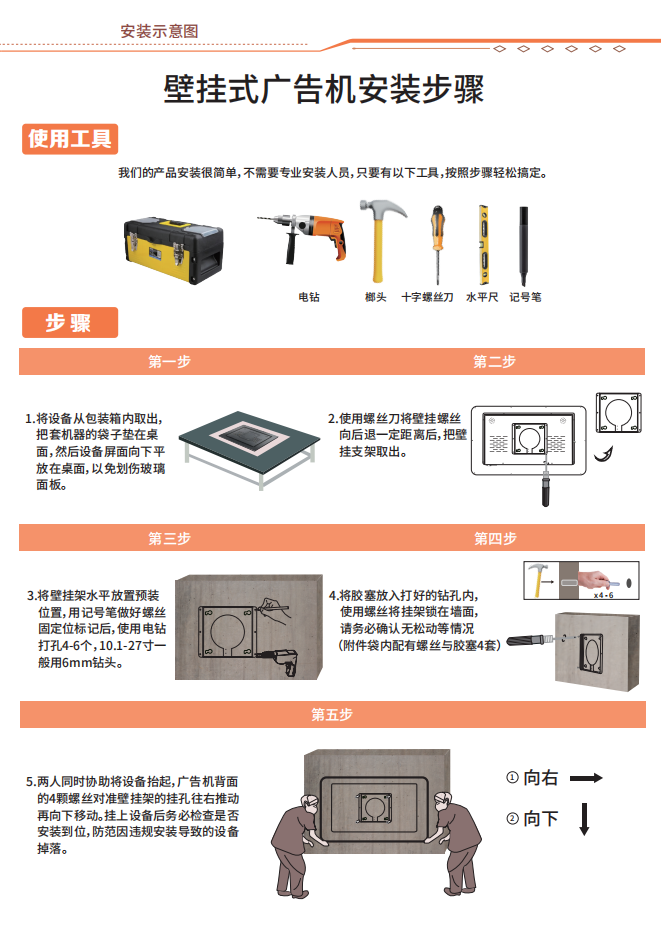 安装示意图
壁挂式广告机安装步骤
使用工具
我们的产品安装很简单,不需要专业安装人员,只要有以下工具,按照步骤轻松搞定。
电钻
榔头
十字螺丝刀
水平尺
记号笔
步骤
第一步
第二步
1.将设备从包装箱内取出,
把套机器的袋子垫在桌
面,然后设备屏面向下平
放在桌面,以免划伤玻璃
面板。
2.使用螺丝刀将壁挂螺丝
向后退一定距离后,把壁
挂支架取出。
第三步
第四步
3.将壁挂架水平放置预装
位置,用记号笔做好螺丝
固定位标记后,使用电钻
打孔4-6个,10.1-27寸一
般用6mm钻头。
4.将胶塞放入打好的钻孔内,
使用螺丝将挂架锁在墙面,
请务必确认无松动等情况
(附件袋内配有螺丝与胶塞4套)
x4-6
第五步
5.两人同时协助将设备抬起,广告机背面
的4颗螺丝对准壁挂架的挂孔往右推动
再向下移动。挂上设备后务必检查是否
安装到位,防范因违规安装导致的设备
掉落。
① 向右
② 向下